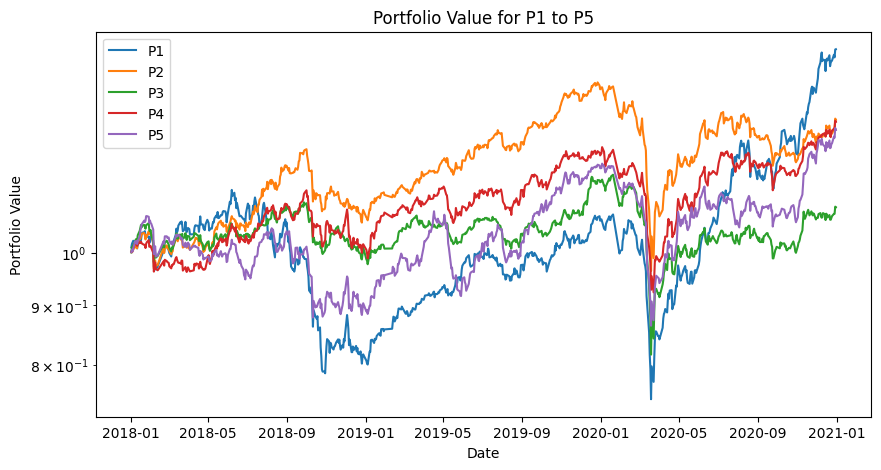 Portfolio Value for P1 to P5
P1
P2
P3
P4
P5
Portfolio Value
10⁰
9 × 10⁻¹
8 × 10⁻¹
2018-01 2018-05 2018-09 2019-01 2019-05 2019-09 2020-01 2020-05 2020-09 2021-01
Date